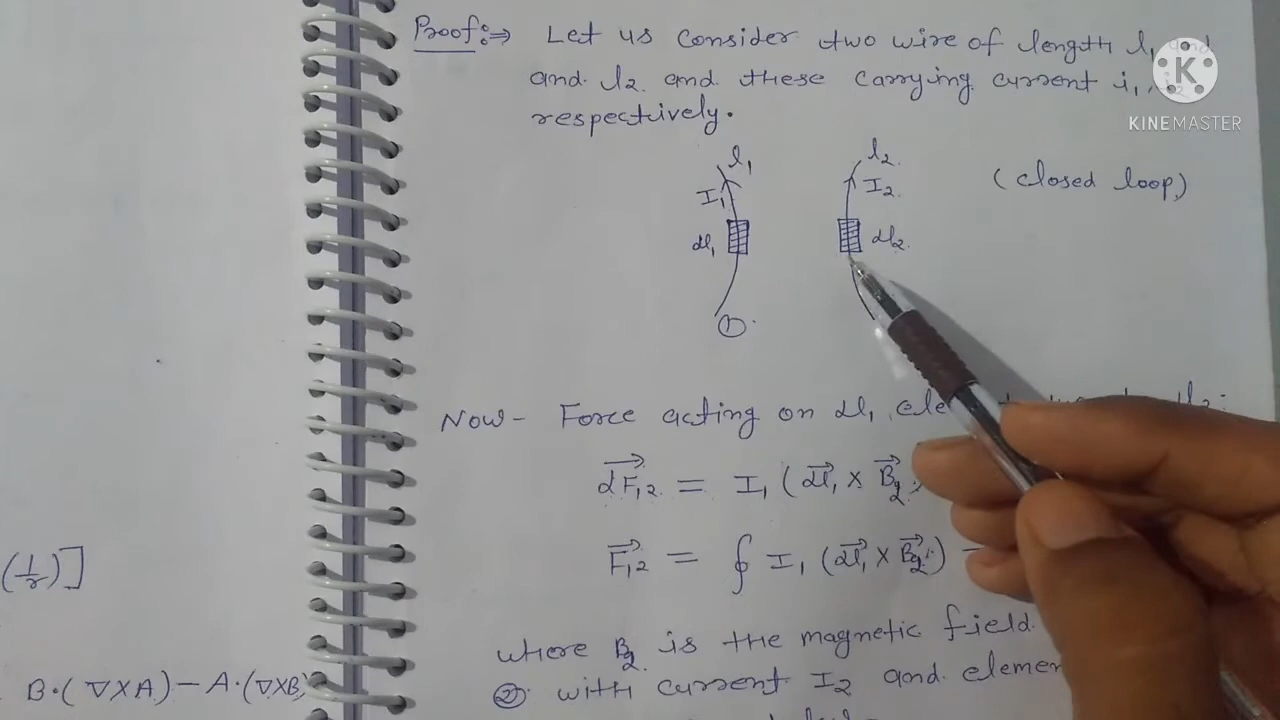 Proof:⇒ Let us consider two wire of length l₁ and
and l₂ and these carrying current i₁, i₂
respectively.
l₁
l₂.
I₁
I₂.
(closed loop,)
dl₁
dl₂.
①.
Now - Force acting on dl₁
dF₁₂ = I₁ (dl₁ × B₂
F₁₂ = ∮ I₁ (dl₁ × B₂.)
where B₂ is the magnetic field.
② with current I₂ and
(1/r)]
B·(∇×A) − A·(∇×B)
K
KINEMASTER